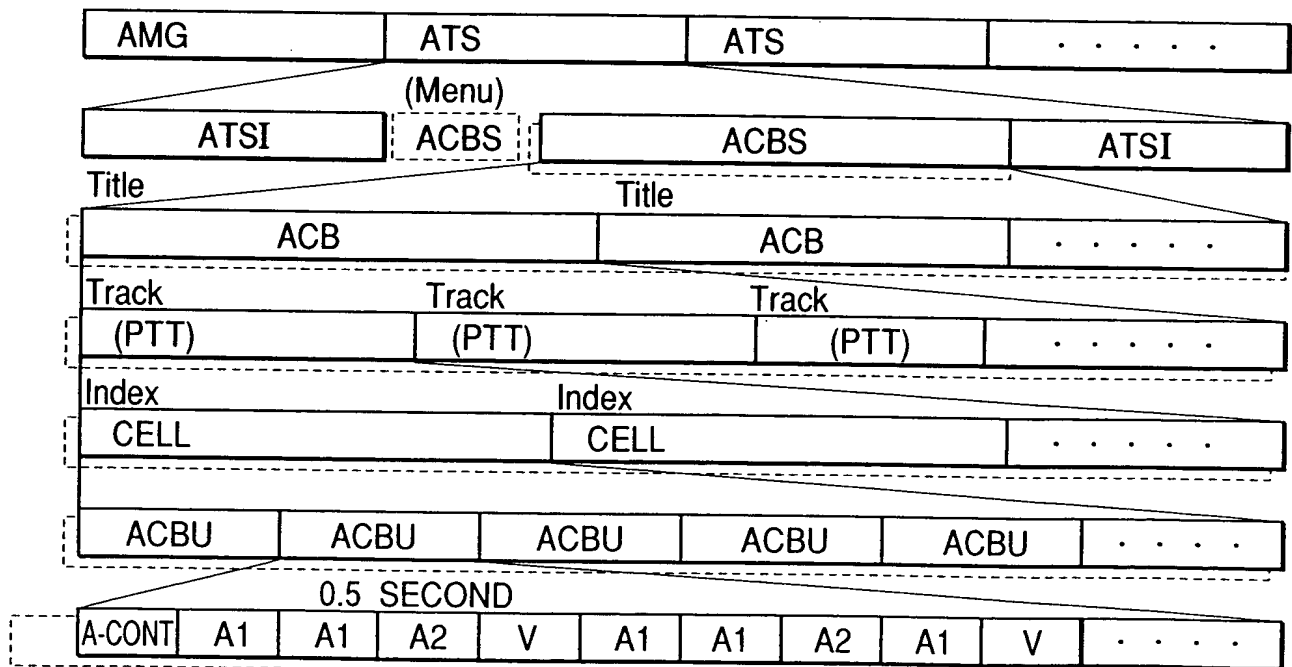 AMG ATS ATS . . . . .
(Menu)
ATSI ACBS ACBS ATSI
Title Title
ACB ACB . . . . .
Track Track Track
(PTT) (PTT) (PTT) . . . . .
Index Index
CELL CELL . . . . .
ACBU ACBU ACBU ACBU ACBU . . . .
0.5 SECOND
A-CONT A1 A1 A2 V A1 A1 A2 A1 V . . . .